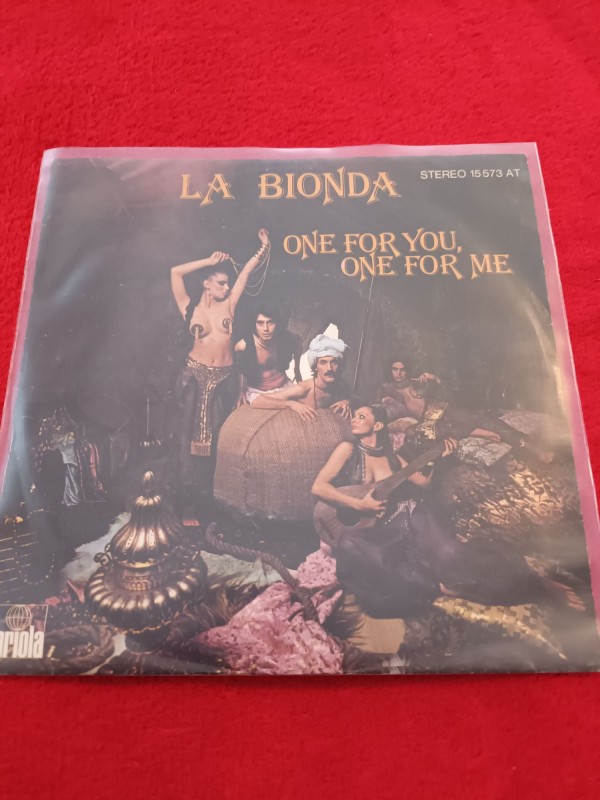 LA BIONDA
STEREO 15 573 AT
ONE FOR YOU,
ONE FOR ME
ariola